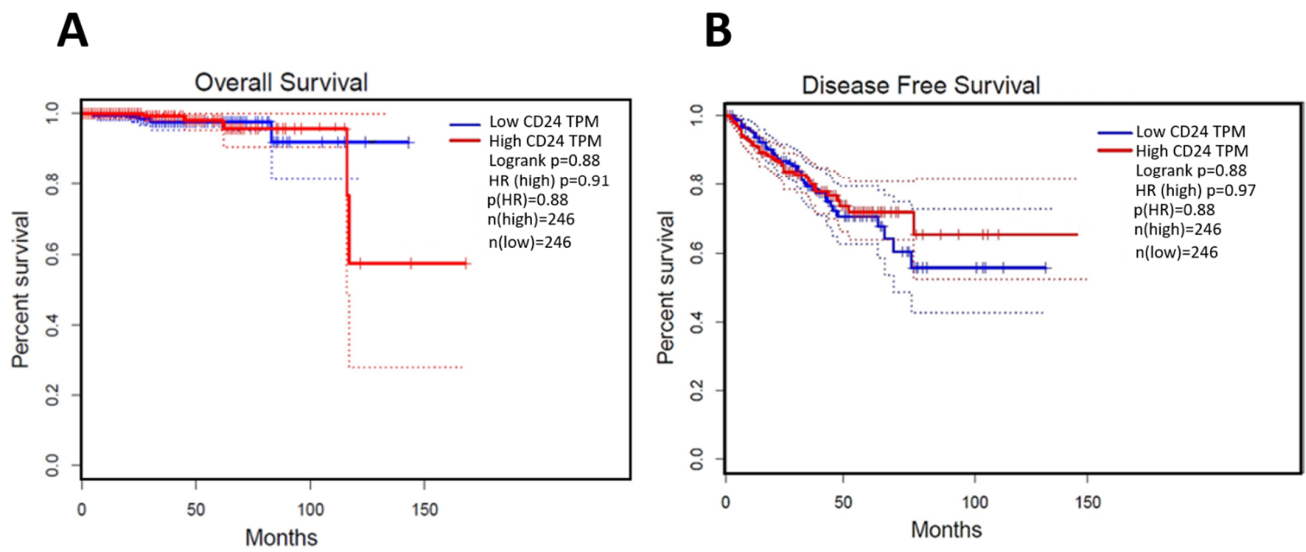 A
Overall Survival
Percent survival
1.0
0.8
0.6
0.4
0.2
0.0
Low CD24 TPM
High CD24 TPM
Logrank p=0.88
HR (high) p=0.91
p(HR)=0.88
n(high)=246
n(low)=246
0 50 100 150
Months
B
Disease Free Survival
Percent survival
1.0
0.8
0.6
0.4
0.2
0.0
Low CD24 TPM
High CD24 TPM
Logrank p=0.88
HR (high) p=0.97
p(HR)=0.88
n(high)=246
n(low)=246
0 50 100 150
Months